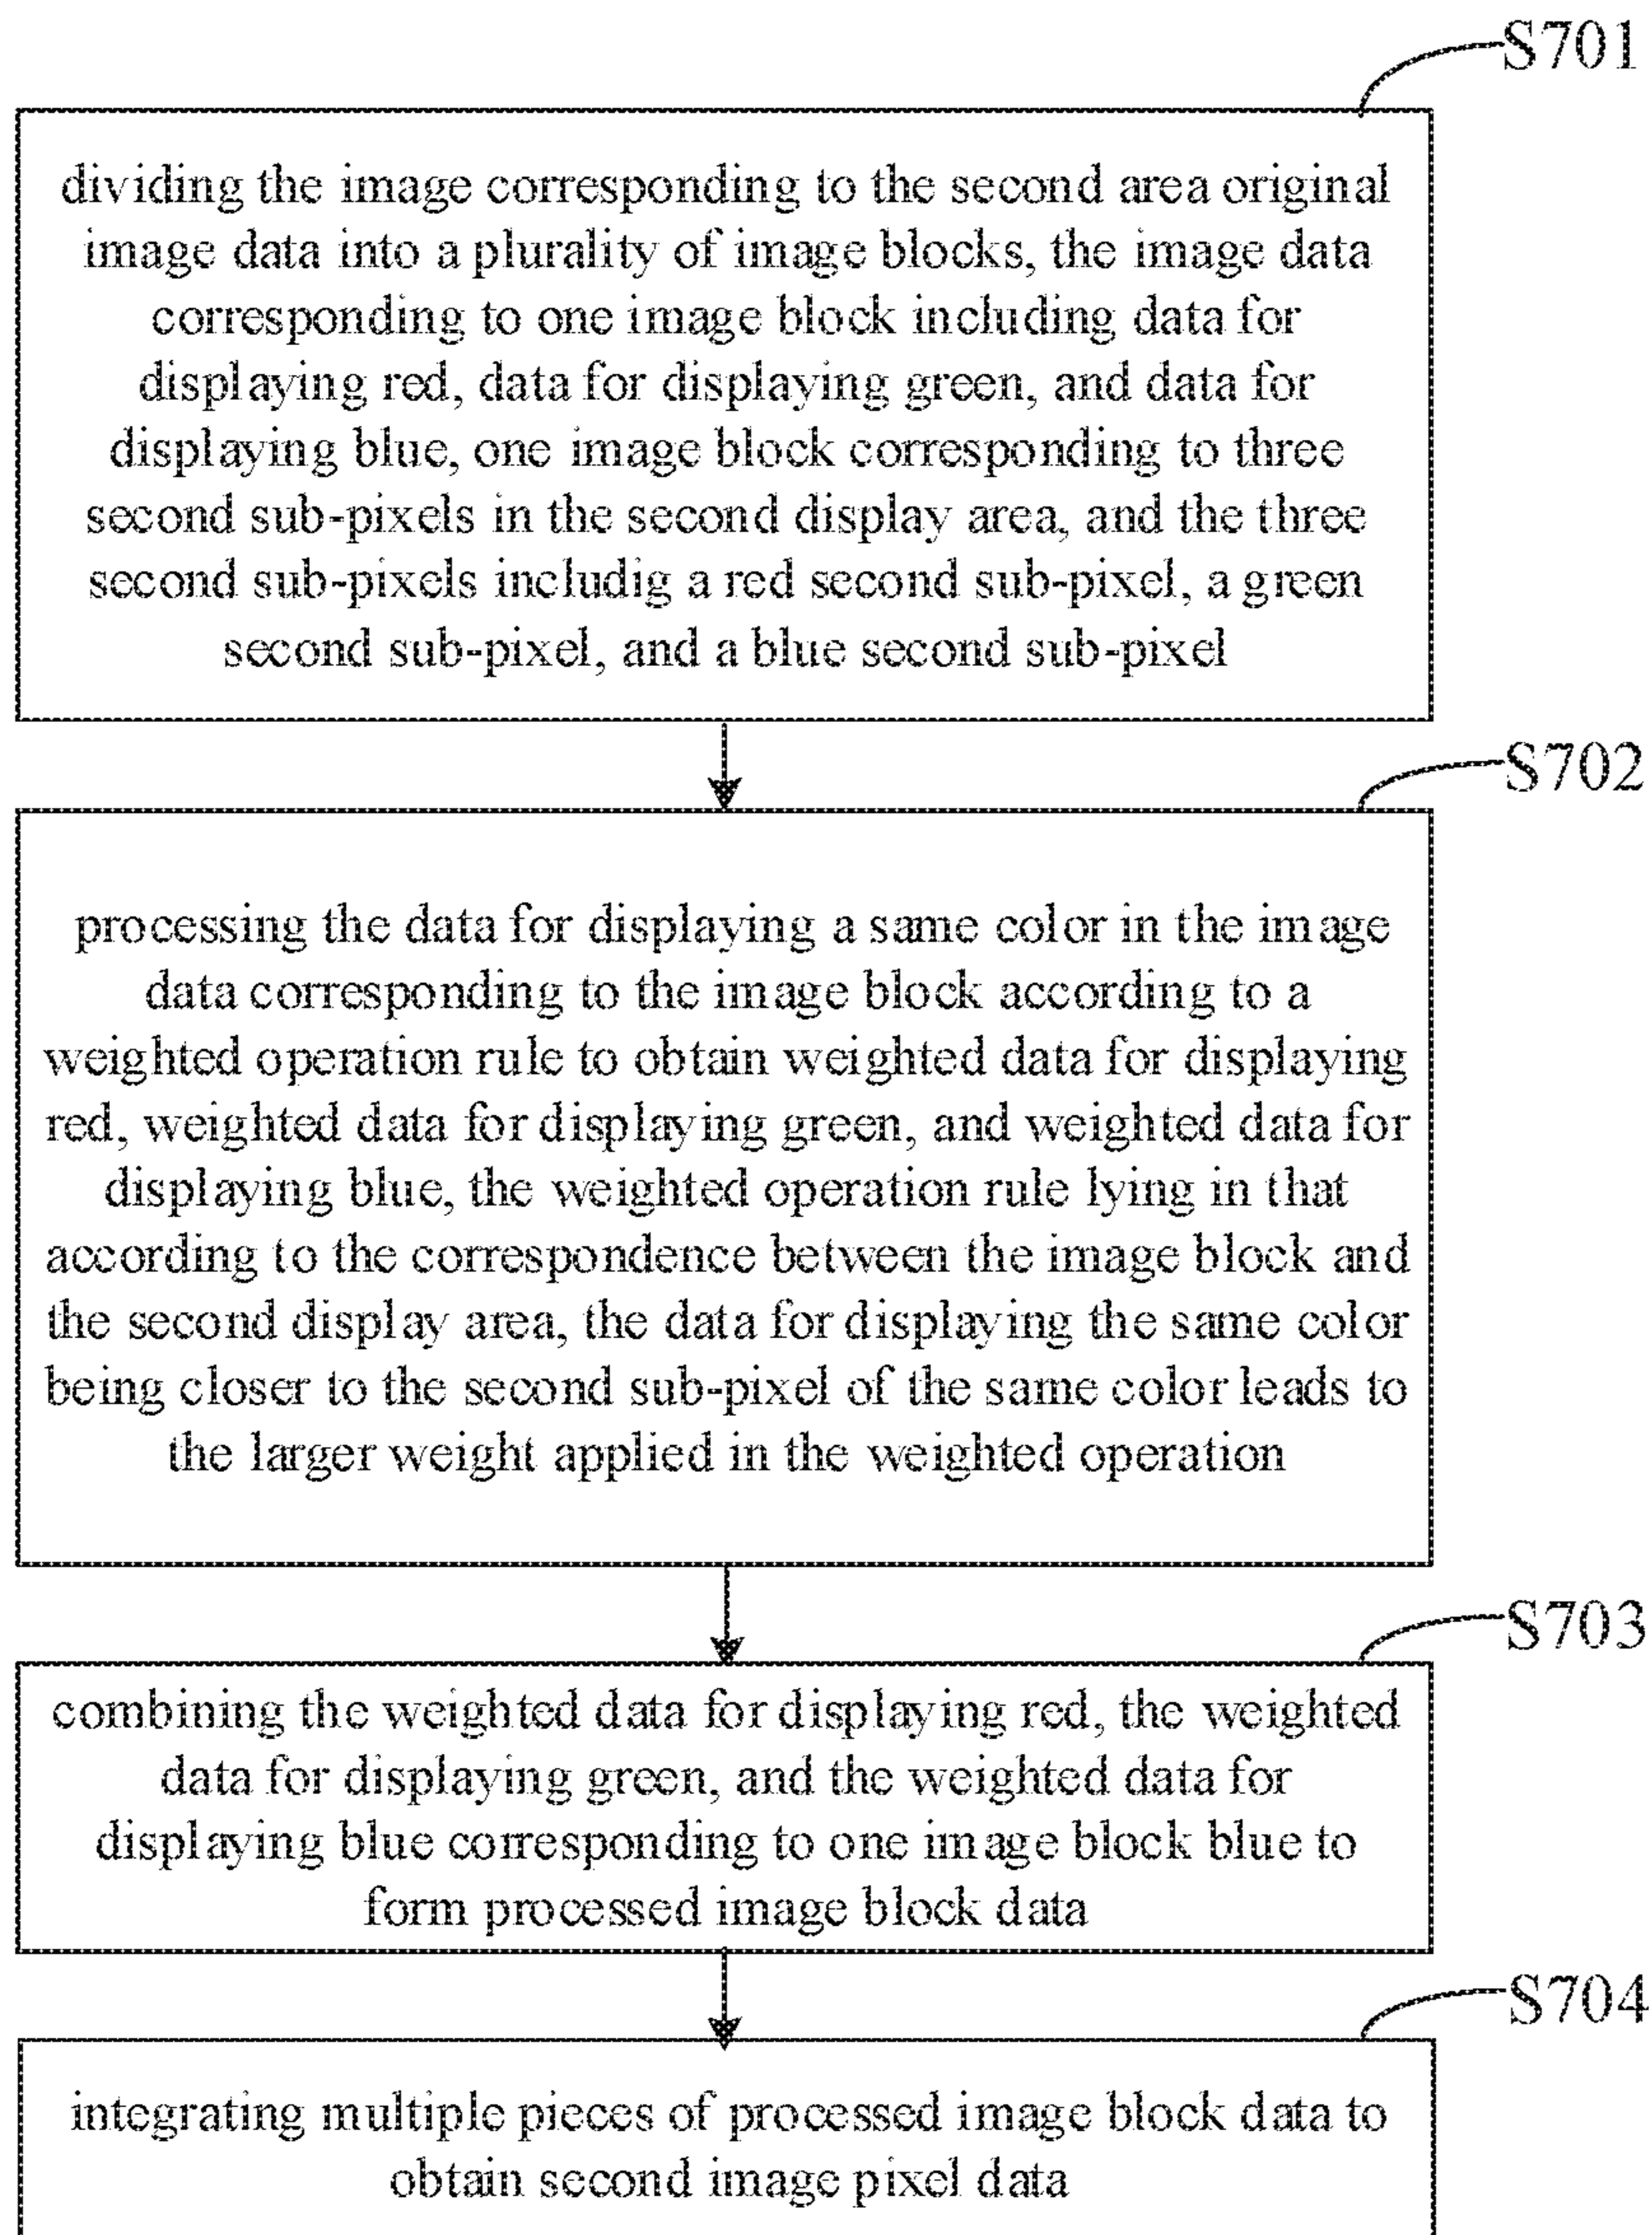 S701
dividing the image corresponding to the second area original
image data into a plurality of image blocks, the image data
corresponding to one image block including data for
displaying red, data for displaying green, and data for
displaying blue, one image block corresponding to three
second sub-pixels in the second display area, and the three
second sub-pixels includig a red second sub-pixel, a green
second sub-pixel, and a blue second sub-pixel
S702
processing the data for displaying a same color in the image
data corresponding to the image block according to a
weighted operation rule to obtain weighted data for displaying
red, weighted data for displaying green, and weighted data for
displaying blue, the weighted operation rule lying in that
according to the correspondence between the image block and
the second display area, the data for displaying the same color
being closer to the second sub-pixel of the same color leads to
the larger weight applied in the weighted operation
S703
combining the weighted data for displaying red, the weighted
data for displaying green, and the weighted data for
displaying blue corresponding to one image block blue to
form processed image block data
S704
integrating multiple pieces of processed image block data to
obtain second image pixel data